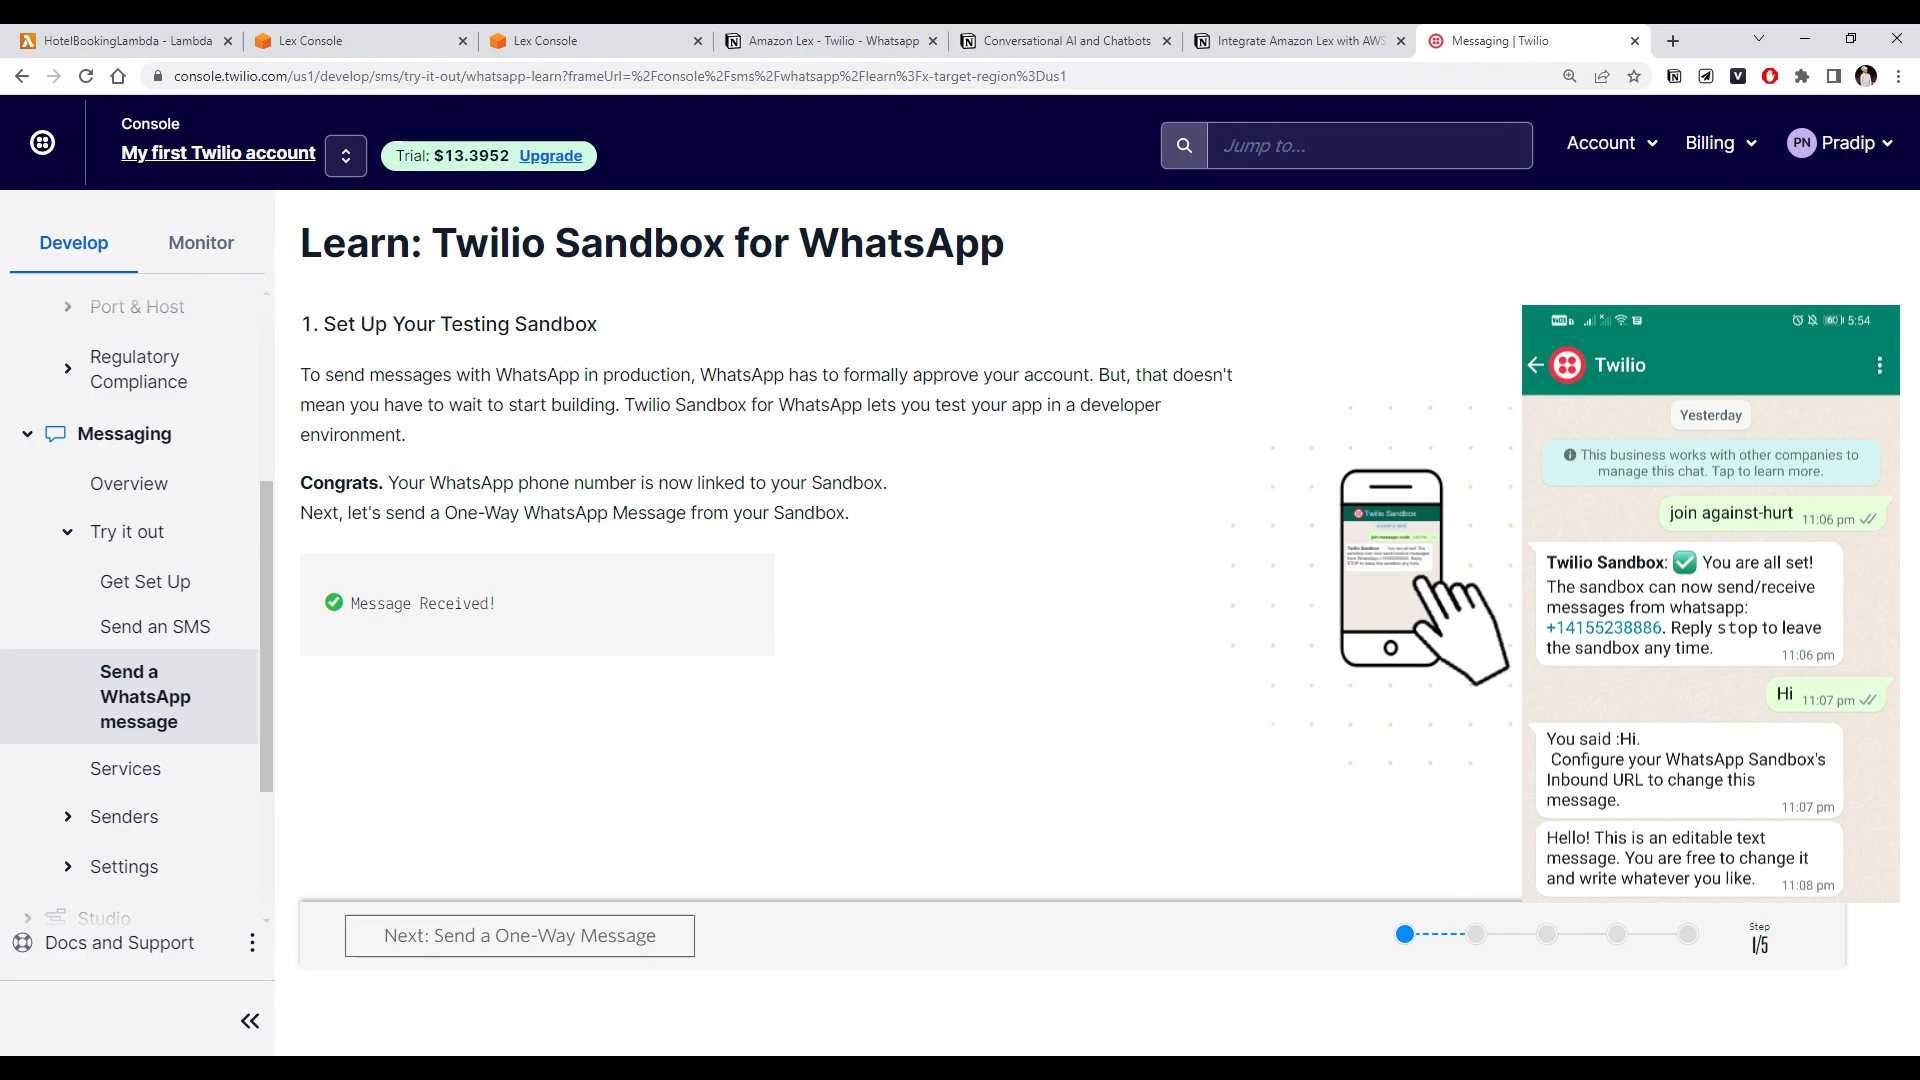 HotelBookingLambda - Lambda
Lex Console
Lex Console
Amazon Lex - Twilio - Whatsapp
Conversational AI and Chatbots
Integrate Amazon Lex with AWS
Messaging | Twilio
console.twilio.com/us1/develop/sms/try-it-out/whatsapp-learn?frameUrl=%2Fconsole%2Fsms%2Fwhatsapp%2Flearn%3Fx-target-region%3Dus1
Console
My first Twilio account
Trial: $13.3952 Upgrade
Jump to...
Account
Billing
PN Pradip
Develop
Monitor
Port & Host
Regulatory
Compliance
Messaging
Overview
Try it out
Get Set Up
Send an SMS
Send a
WhatsApp
message
Services
Senders
Settings
Studio
Docs and Support
Learn: Twilio Sandbox for WhatsApp
1. Set Up Your Testing Sandbox
To send messages with WhatsApp in production, WhatsApp has to formally approve your account. But, that doesn't
mean you have to wait to start building. Twilio Sandbox for WhatsApp lets you test your app in a developer
environment.
Congrats. Your WhatsApp phone number is now linked to your Sandbox.
Next, let's send a One-Way WhatsApp Message from your Sandbox.
Message Received!
Twilio Sandbox
Next: Send a One-Way Message
Step
1/5
60 5:54
Twilio
Yesterday
This business works with other companies to
manage this chat. Tap to learn more.
join against-hurt 11:06 pm
Twilio Sandbox: ✅ You are all set!
The sandbox can now send/receive
messages from whatsapp:
+14155238886. Reply stop to leave
the sandbox any time.
11:06 pm
Hi 11:07 pm
You said :Hi.
Configure your WhatsApp Sandbox's
Inbound URL to change this
message.
11:07 pm
Hello! This is an editable text
message. You are free to change it
and write whatever you like.
11:08 pm